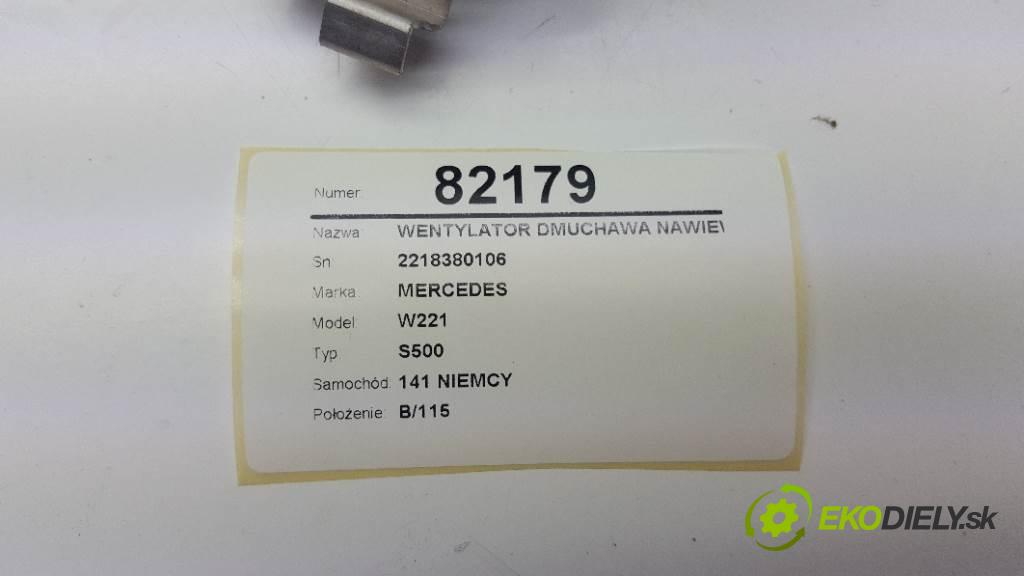 Numer: 82179
Nazwa: WENTYLATOR DMUCHAWA NAWIEW
Sn: 2218380106
Marka: MERCEDES
Model: W221
Typ: S500
Samochód: 141 NIEMCY
Położenie: B/115
EKODIELY.sk